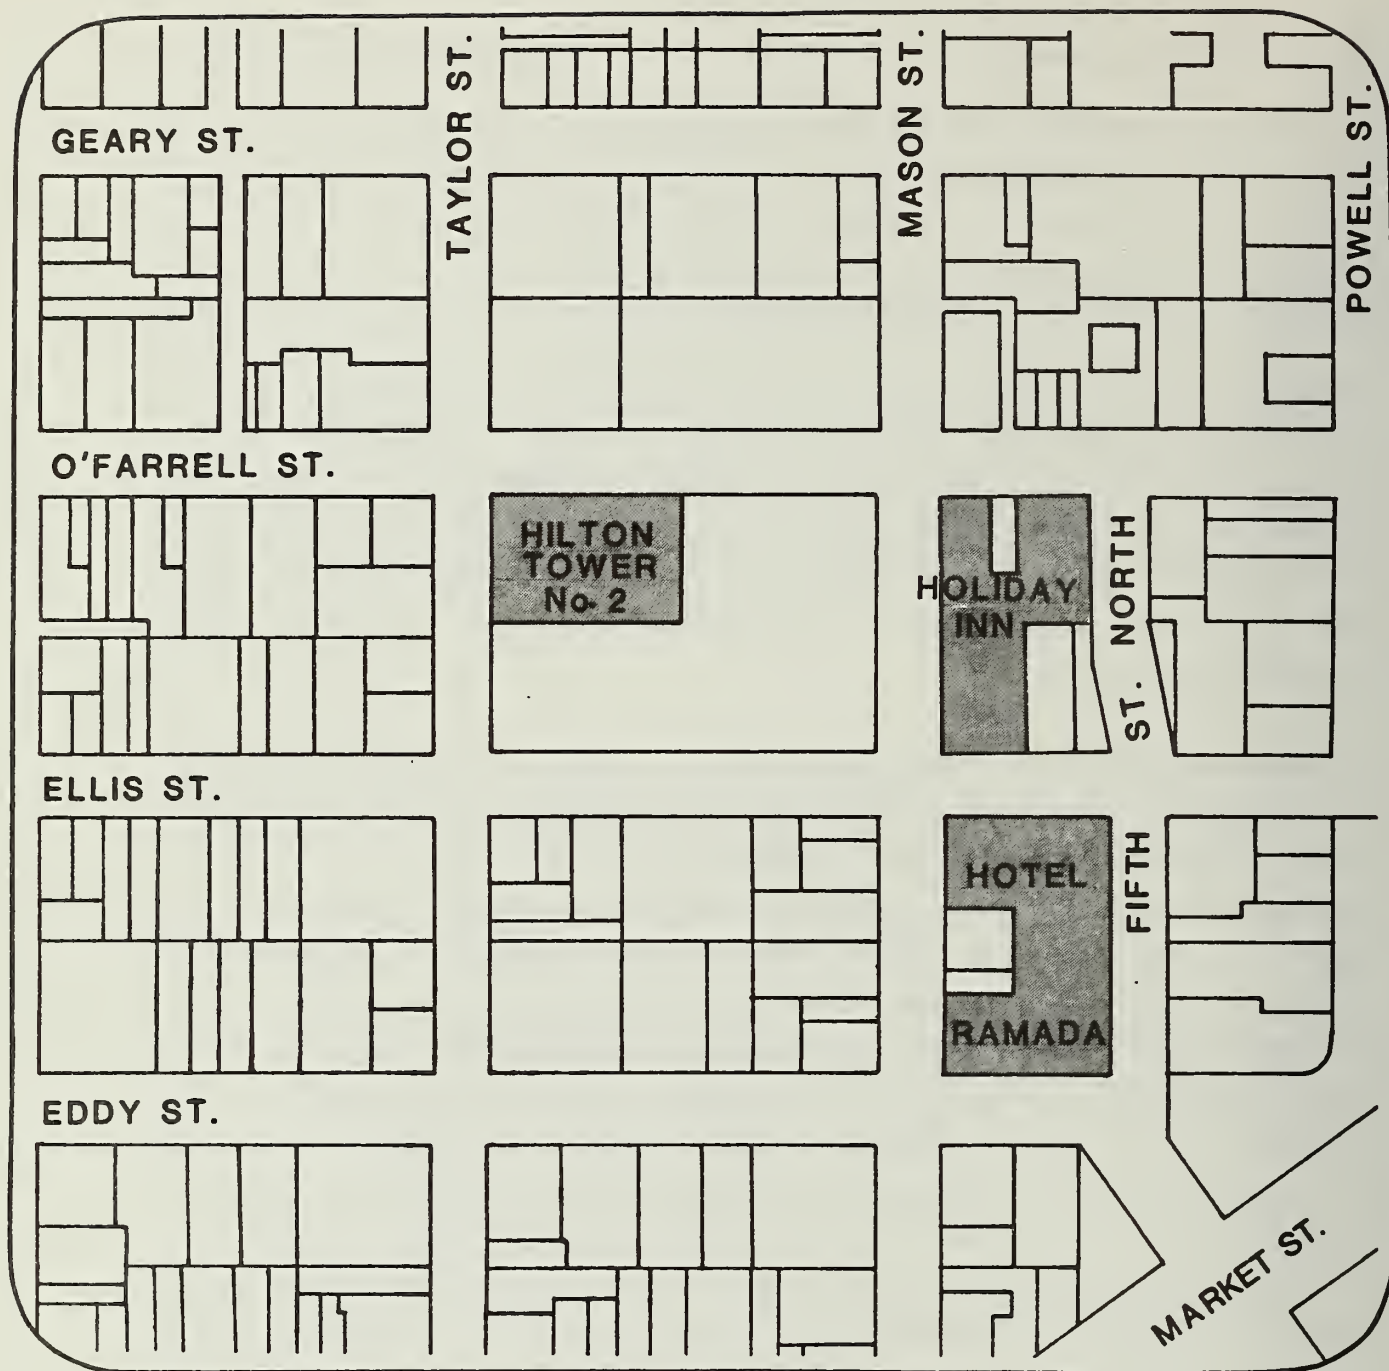 TAYLOR ST.
MASON ST.
POWELL ST.
GEARY ST.
O'FARRELL ST.
HILTON
TOWER
No. 2
HOLIDAY
INN
FIFTH ST. NORTH
ELLIS ST.
HOTEL
RAMADA
EDDY ST.
MARKET ST.